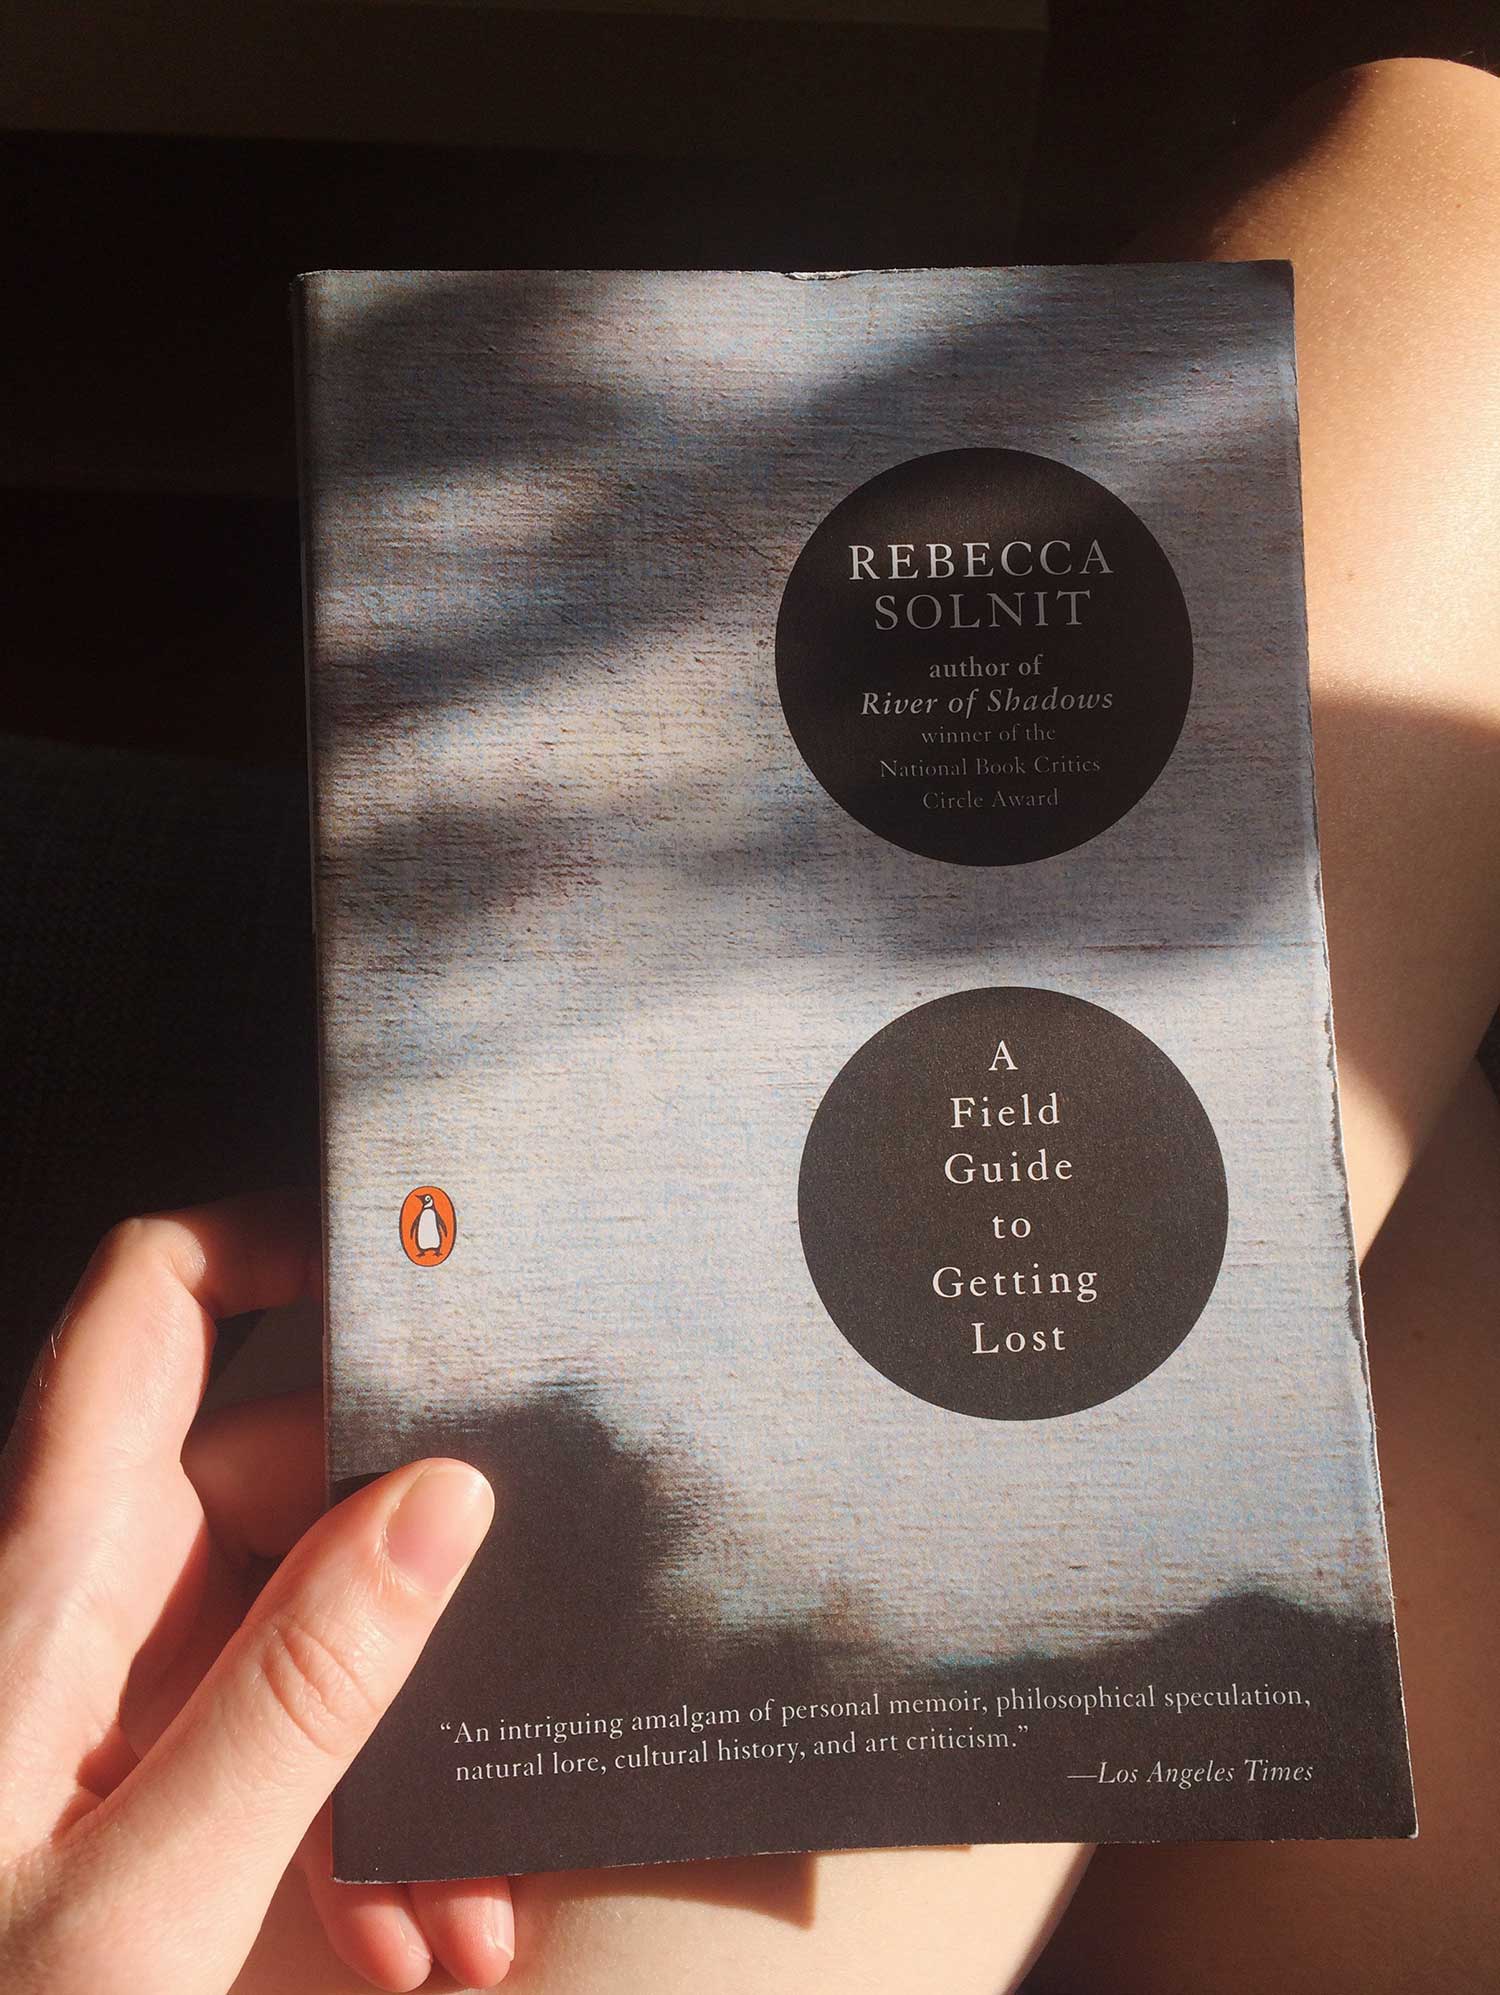 REBECCA
SOLNIT
author of
River of Shadows
winner of the
National Book Critics
Circle Award
A
Field
Guide
to
Getting
Lost
“An intriguing amalgam of personal memoir, philosophical speculation,
natural lore, cultural history, and art criticism.”
—Los Angeles Times